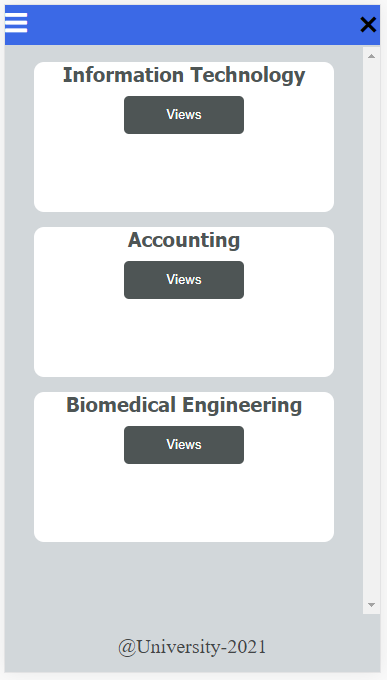 Information Technology
Views
Accounting
Views
Biomedical Engineering
Views
@University-2021